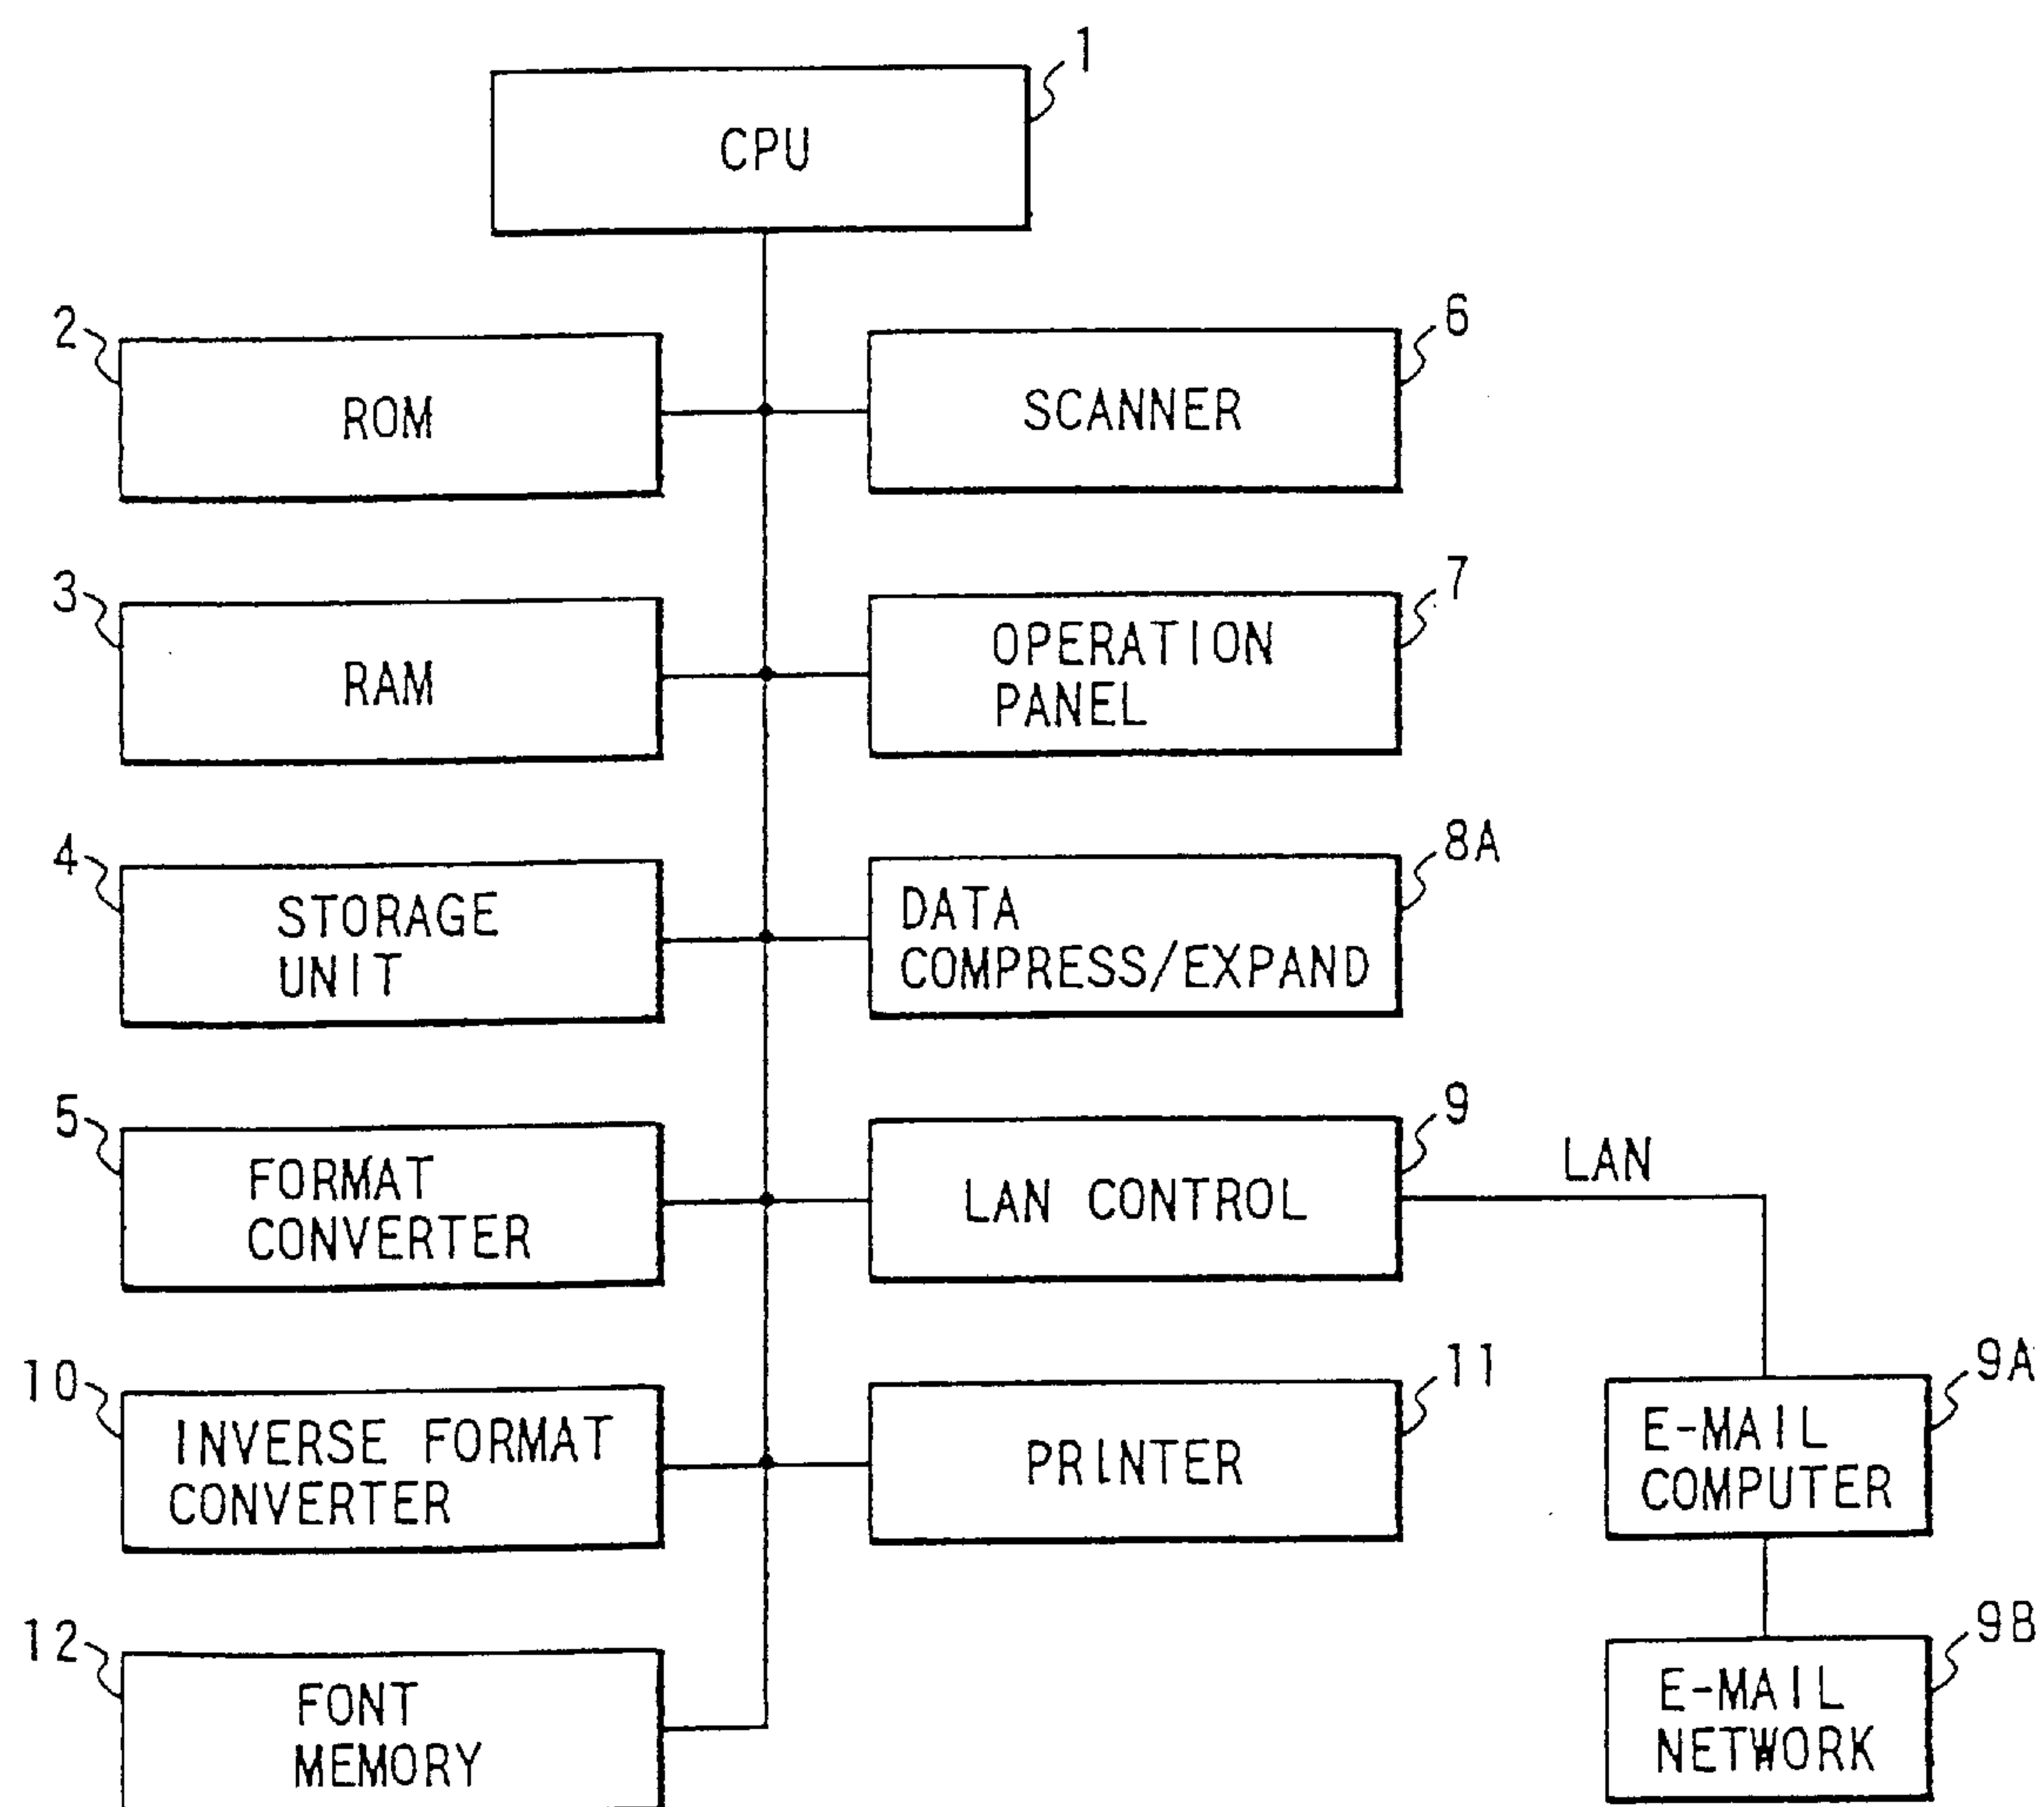 1
CPU
2
ROM
6
SCANNER
3
RAM
7
OPERATION
PANEL
4
STORAGE
UNIT
8A
DATA
COMPRESS/EXPAND
5
FORMAT
CONVERTER
9
LAN CONTROL
LAN
10
INVERSE FORMAT
CONVERTER
11
PRINTER
9A
E-MAIL
COMPUTER
12
FONT
MEMORY
9B
E-MAIL
NETWORK